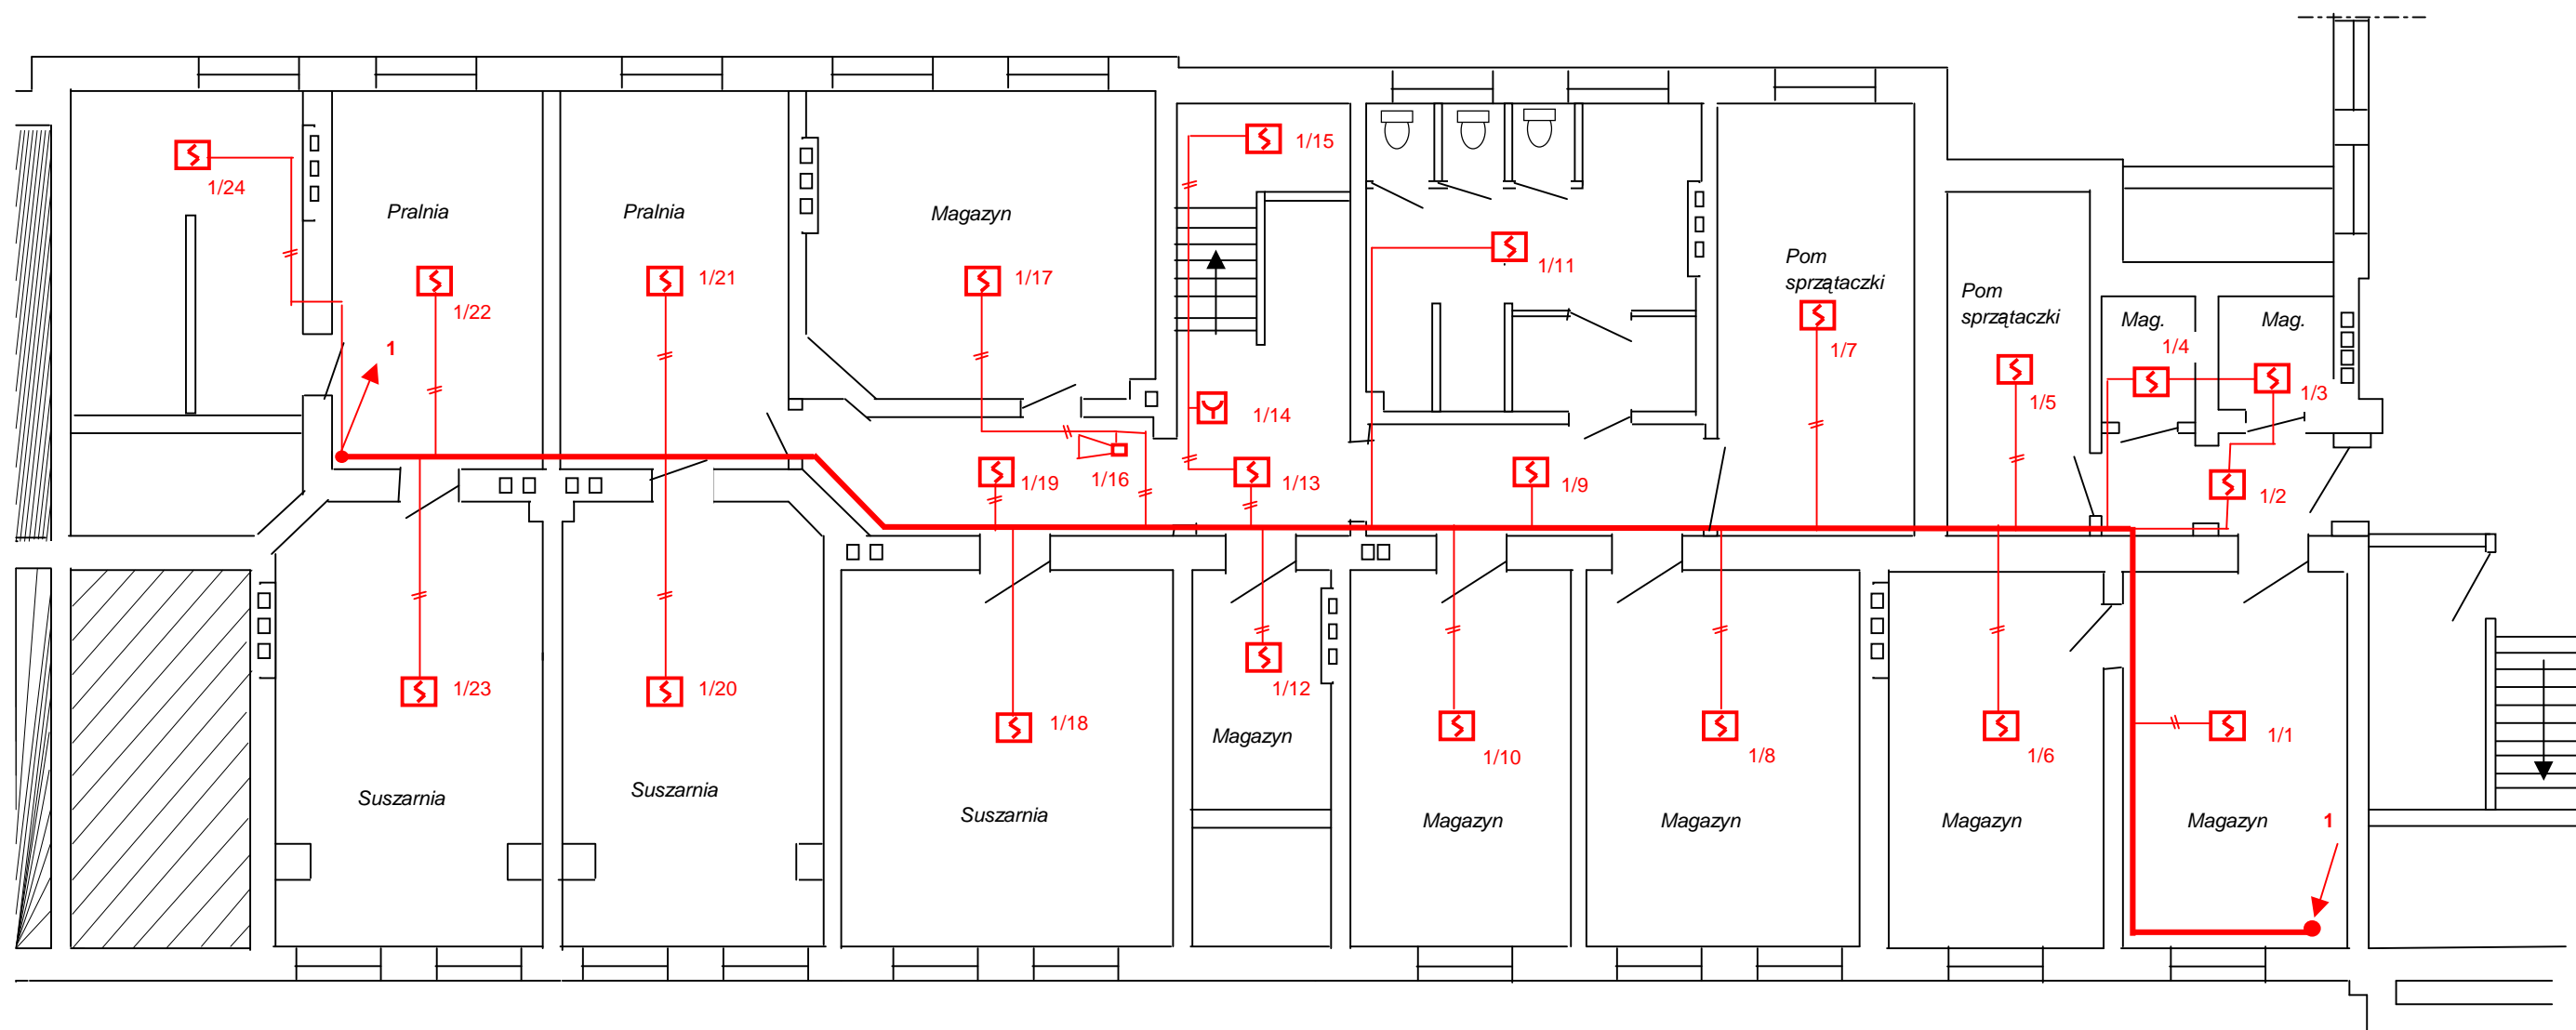 1/15
1/24
Pralnia
Pralnia
Magazyn
1/22
1/21
1/17
1/11
Pom
sprzątaczki
1/7
Pom
sprzątaczki
1/5
Mag.
1/4
Mag.
1/3
1
1/14
1/19
1/16
1/13
1/9
1/2
1/23
1/20
1/18
1/12
Magazyn
1/10
1/8
1/6
1/1
Suszarnia
Suszarnia
Suszarnia
Magazyn
Magazyn
Magazyn
Magazyn
1